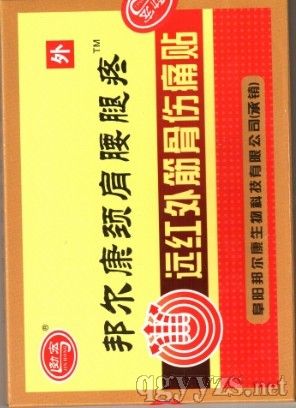 外
邦尔康颈肩腰腿疼™
远红外筋骨伤痛贴
阜阳邦尔康生物科技有限公司(承销)
®
qgyyzs.net